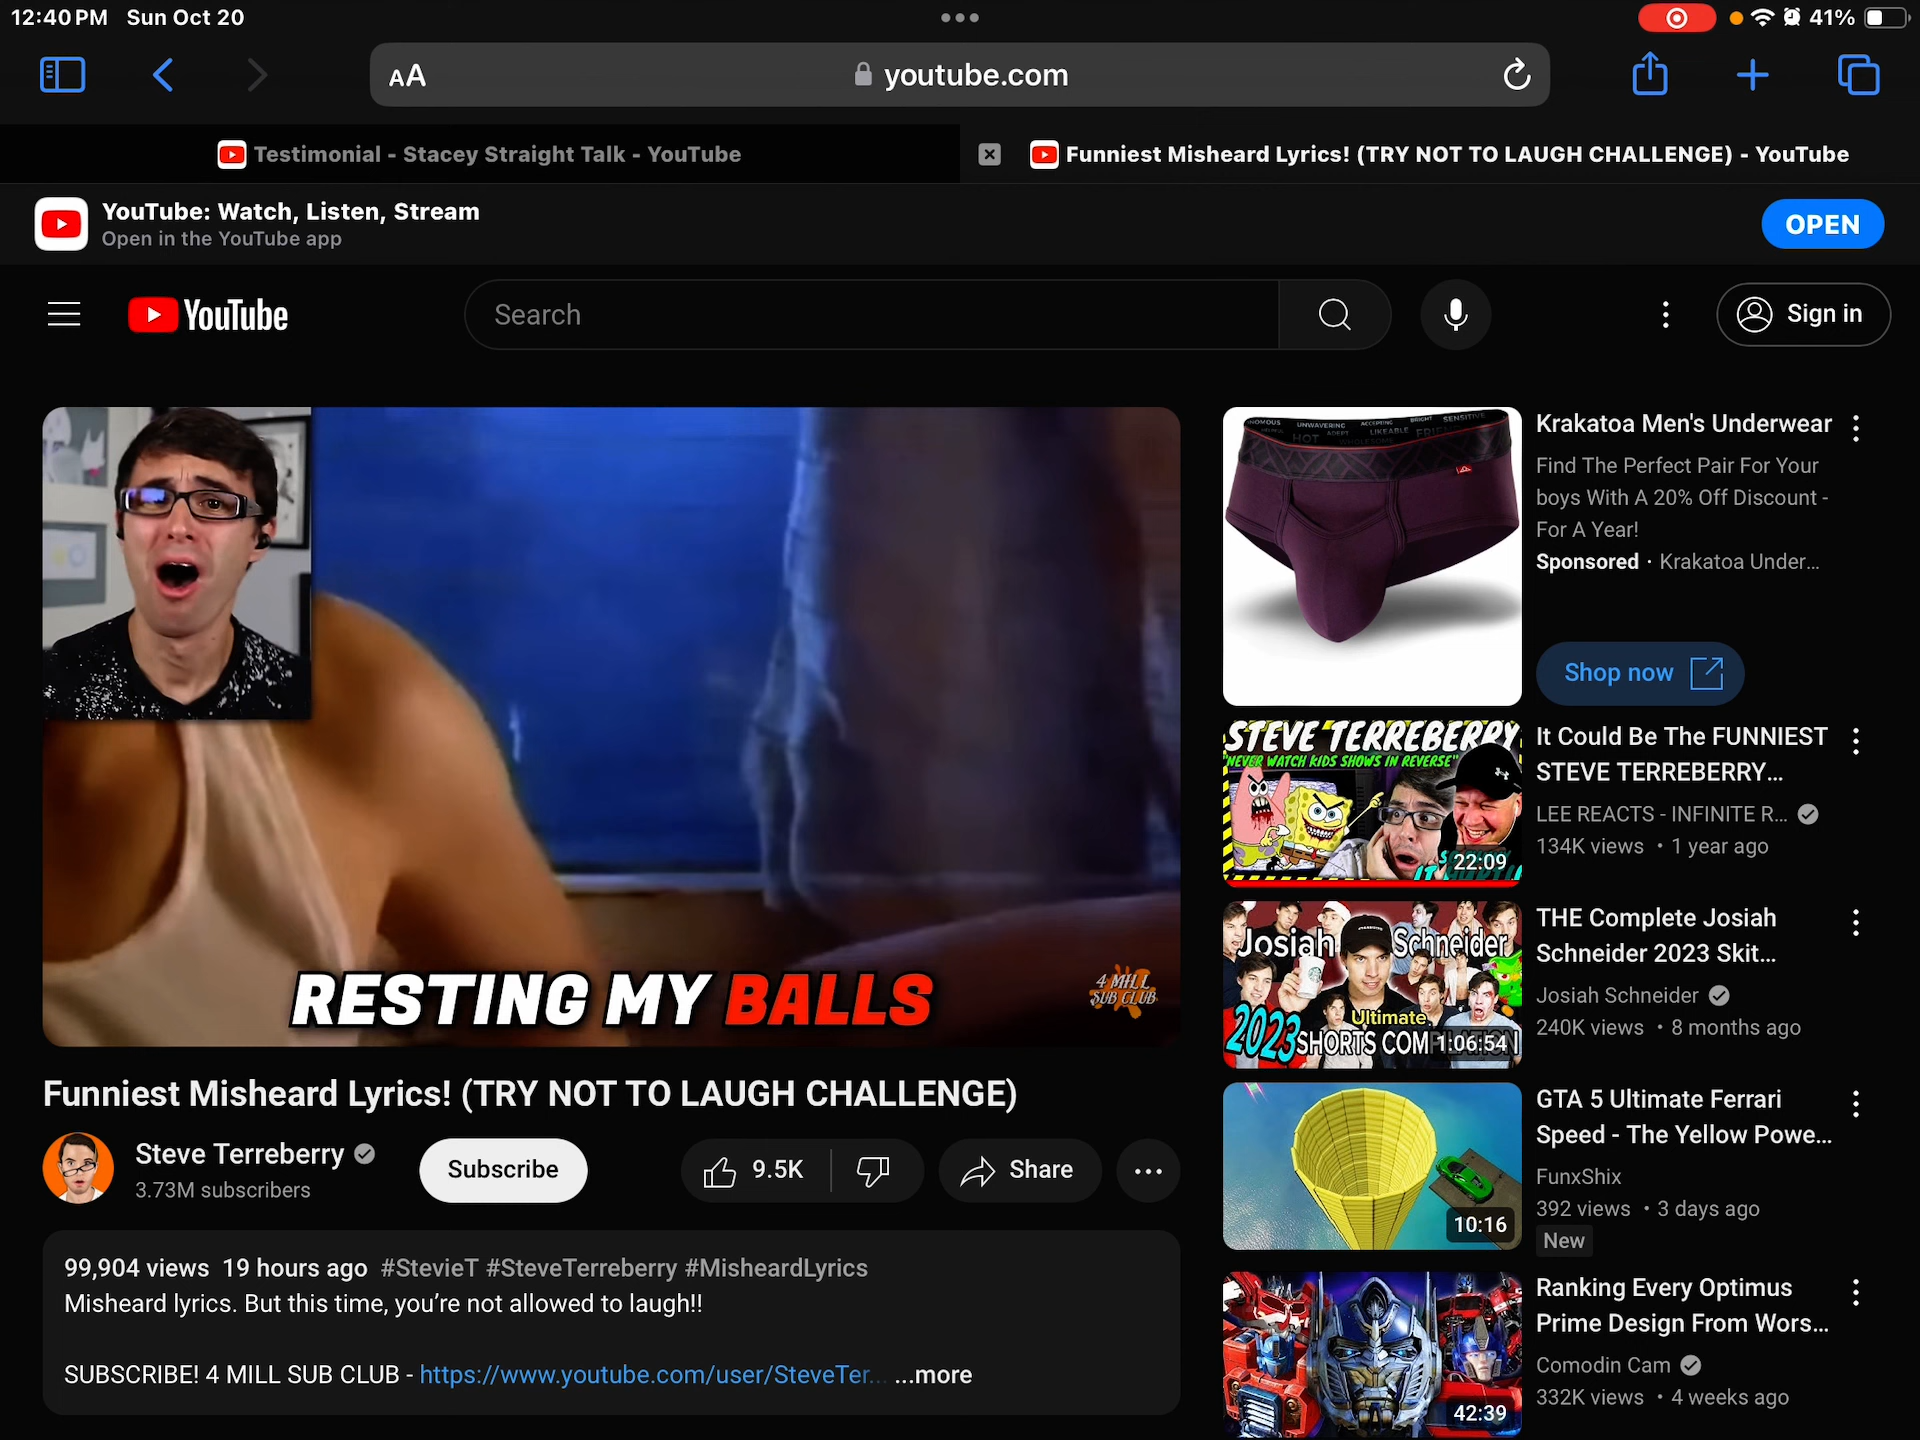 12:40 PM Sun Oct 20
41%
AA
youtube.com
Testimonial - Stacey Straight Talk - YouTube
Funniest Misheard Lyrics! (TRY NOT TO LAUGH CHALLENGE) - YouTube
YouTube: Watch, Listen, Stream
Open in the YouTube app
OPEN
YouTube
Search
Sign in
RESTING MY BALLS
4 MILL
SUB CLUB
Funniest Misheard Lyrics! (TRY NOT TO LAUGH CHALLENGE)
Steve Terreberry
3.73M subscribers
Subscribe
9.5K
Share
99,904 views 19 hours ago #StevieT #SteveTerreberry #MisheardLyrics
Misheard lyrics. But this time, you’re not allowed to laugh!!
SUBSCRIBE! 4 MILL SUB CLUB - https://www.youtube.com/user/SteveTer... ...more
UNWAVERING ACCEPTING BRIGHT SENSITIVE
HOT ADEPT LIKEABLE
WHOLESOME
Krakatoa Men's Underwear
Find The Perfect Pair For Your
boys With A 20% Off Discount -
For A Year!
Sponsored · Krakatoa Under...
Shop now
STEVE TERREBERRY
"NEVER WATCH KIDS SHOWS IN REVERSE"
22:09
It Could Be The FUNNIEST
STEVE TERREBERRY...
LEE REACTS - INFINITE R...
134K views • 1 year ago
Josiah Schneider
2023 Ultimate
SHORTS COM
1:06:54
THE Complete Josiah
Schneider 2023 Skit...
Josiah Schneider
240K views • 8 months ago
10:16
GTA 5 Ultimate Ferrari
Speed - The Yellow Powe...
FunxShix
392 views • 3 days ago
New
42:39
Ranking Every Optimus
Prime Design From Wors...
Comodin Cam
332K views • 4 weeks ago